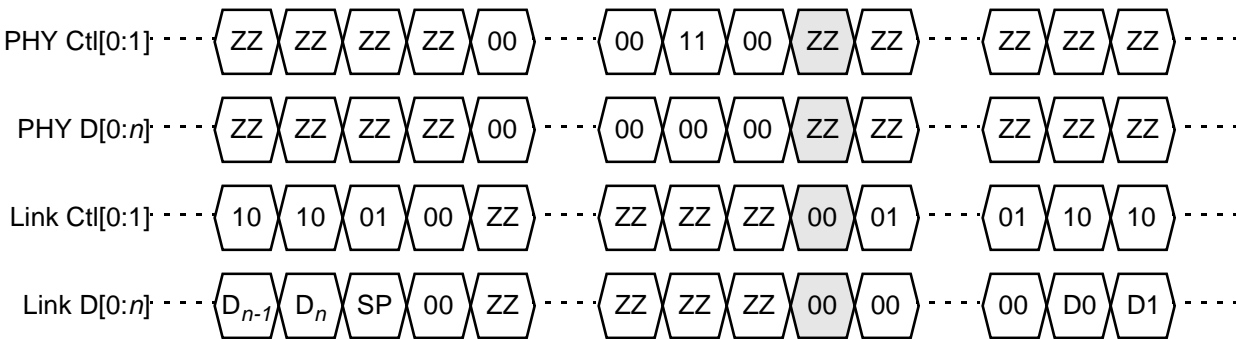 PHY Ctl[0:1] ZZ ZZ ZZ ZZ 00 00 11 00 ZZ ZZ ZZ ZZ ZZ
PHY D[0:n] ZZ ZZ ZZ ZZ 00 00 00 00 ZZ ZZ ZZ ZZ ZZ
Link Ctl[0:1] 10 10 01 00 ZZ ZZ ZZ ZZ 00 01 01 10 10
Link D[0:n] Dn-1 Dn SP 00 ZZ ZZ ZZ ZZ 00 00 00 D0 D1